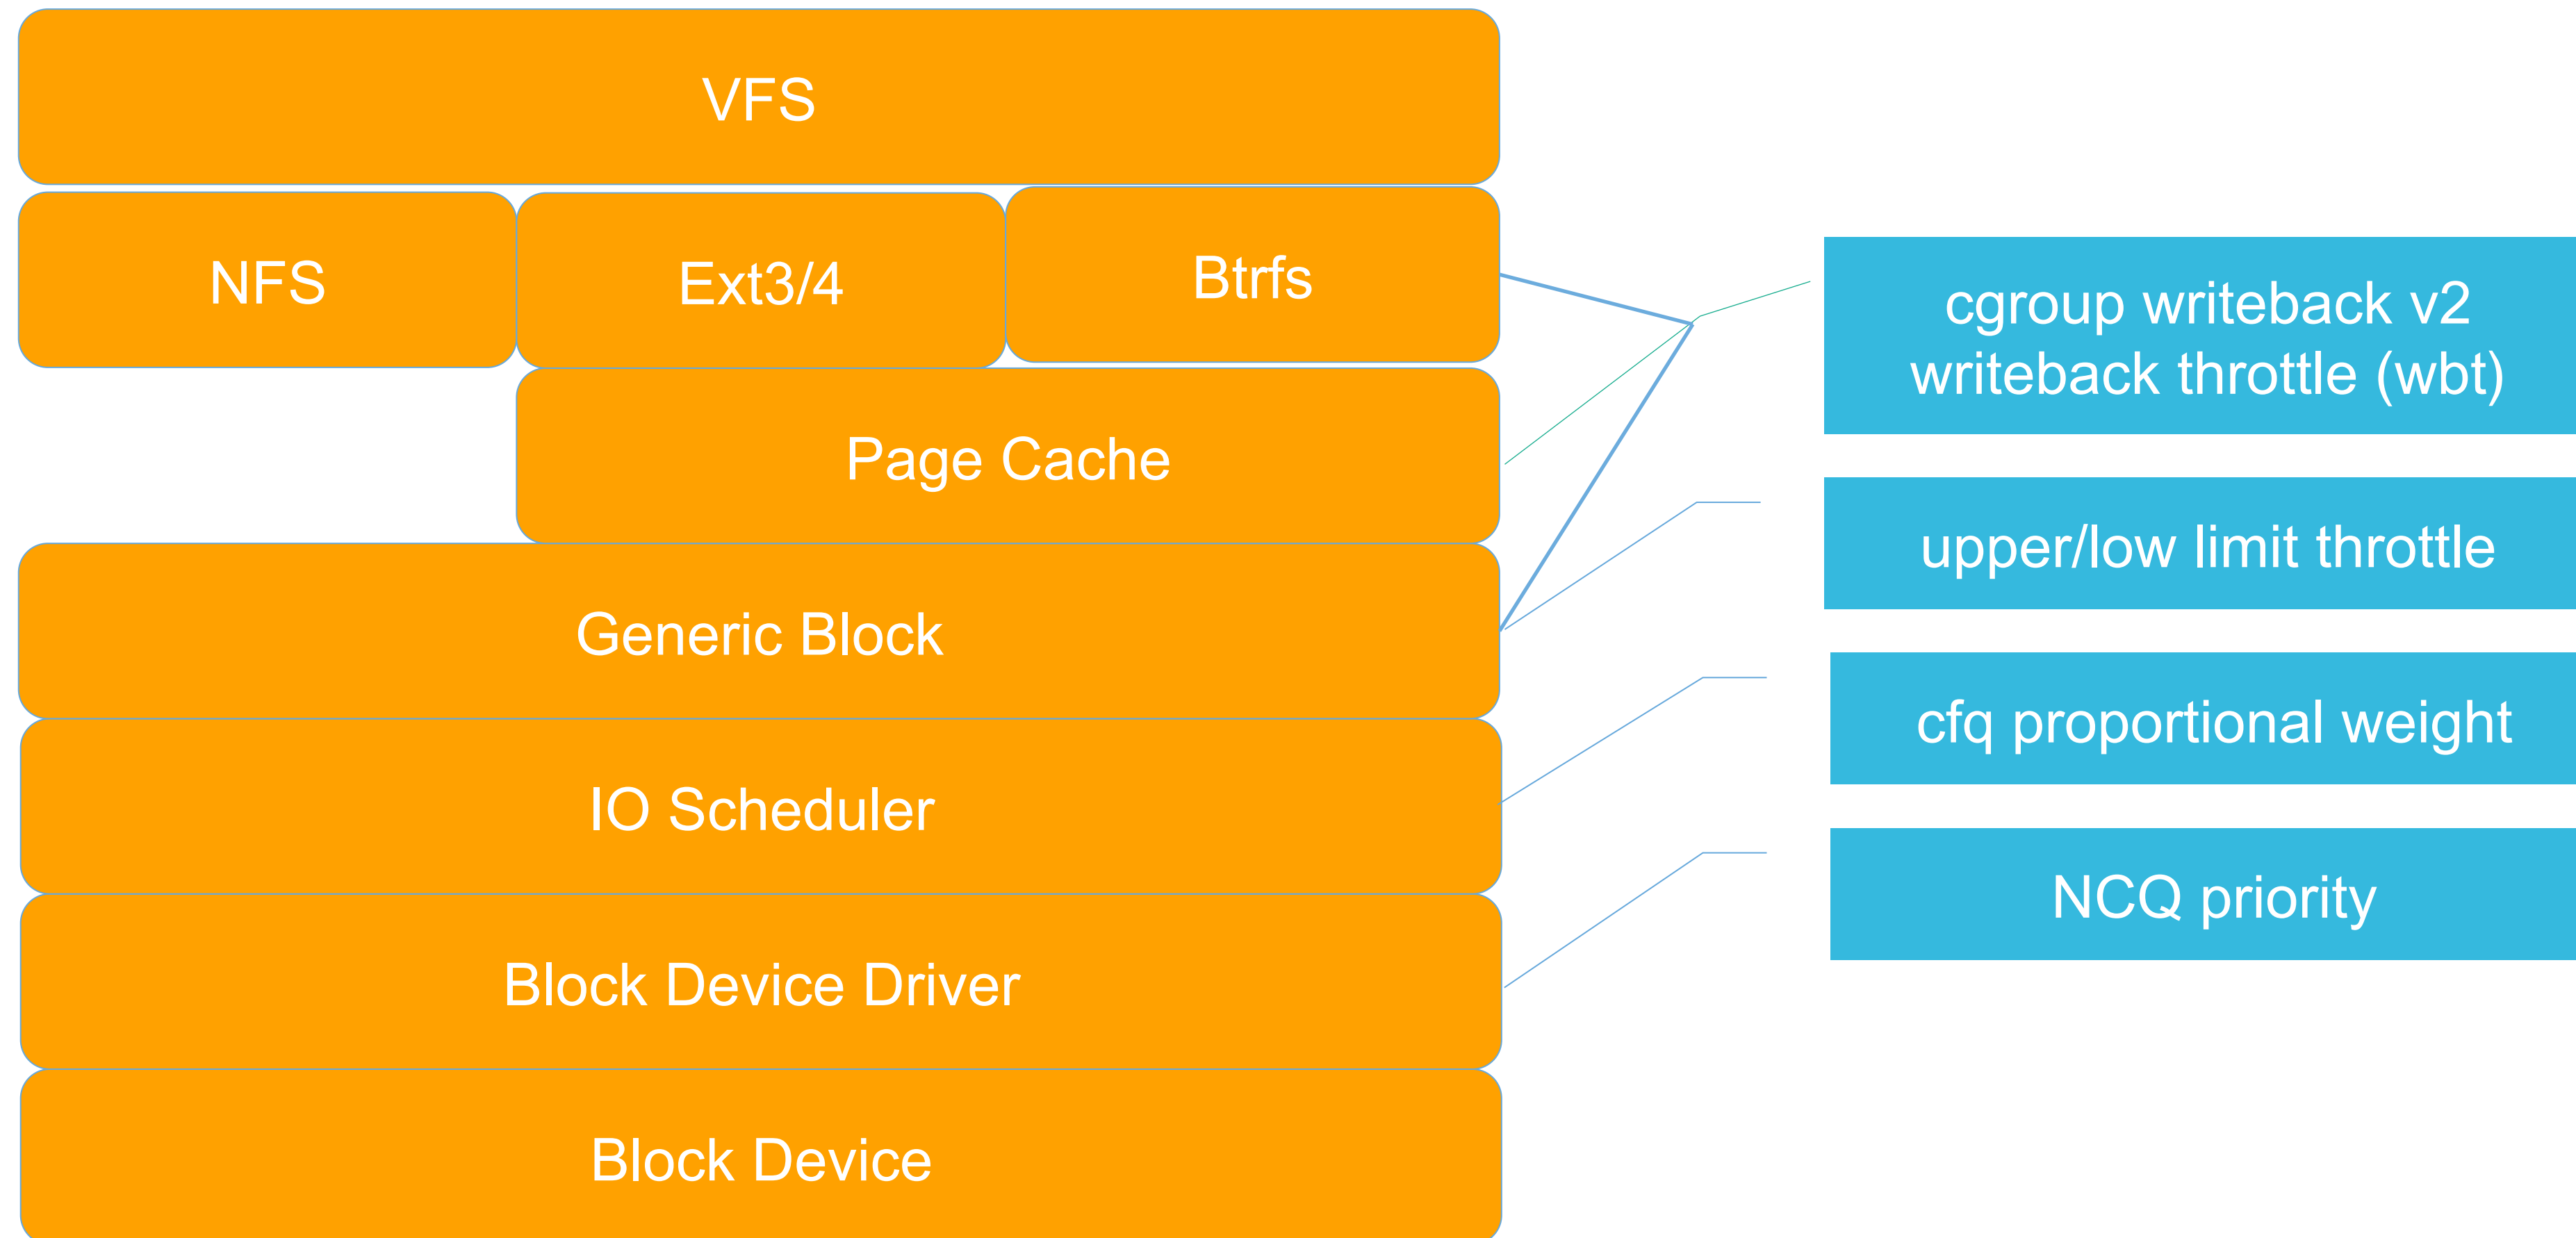 VFS
NFS
Ext3/4
Btrfs
Page Cache
Generic Block
IO Scheduler
Block Device Driver
Block Device
cgroup writeback v2
writeback throttle (wbt)
upper/low limit throttle
cfq proportional weight
NCQ priority